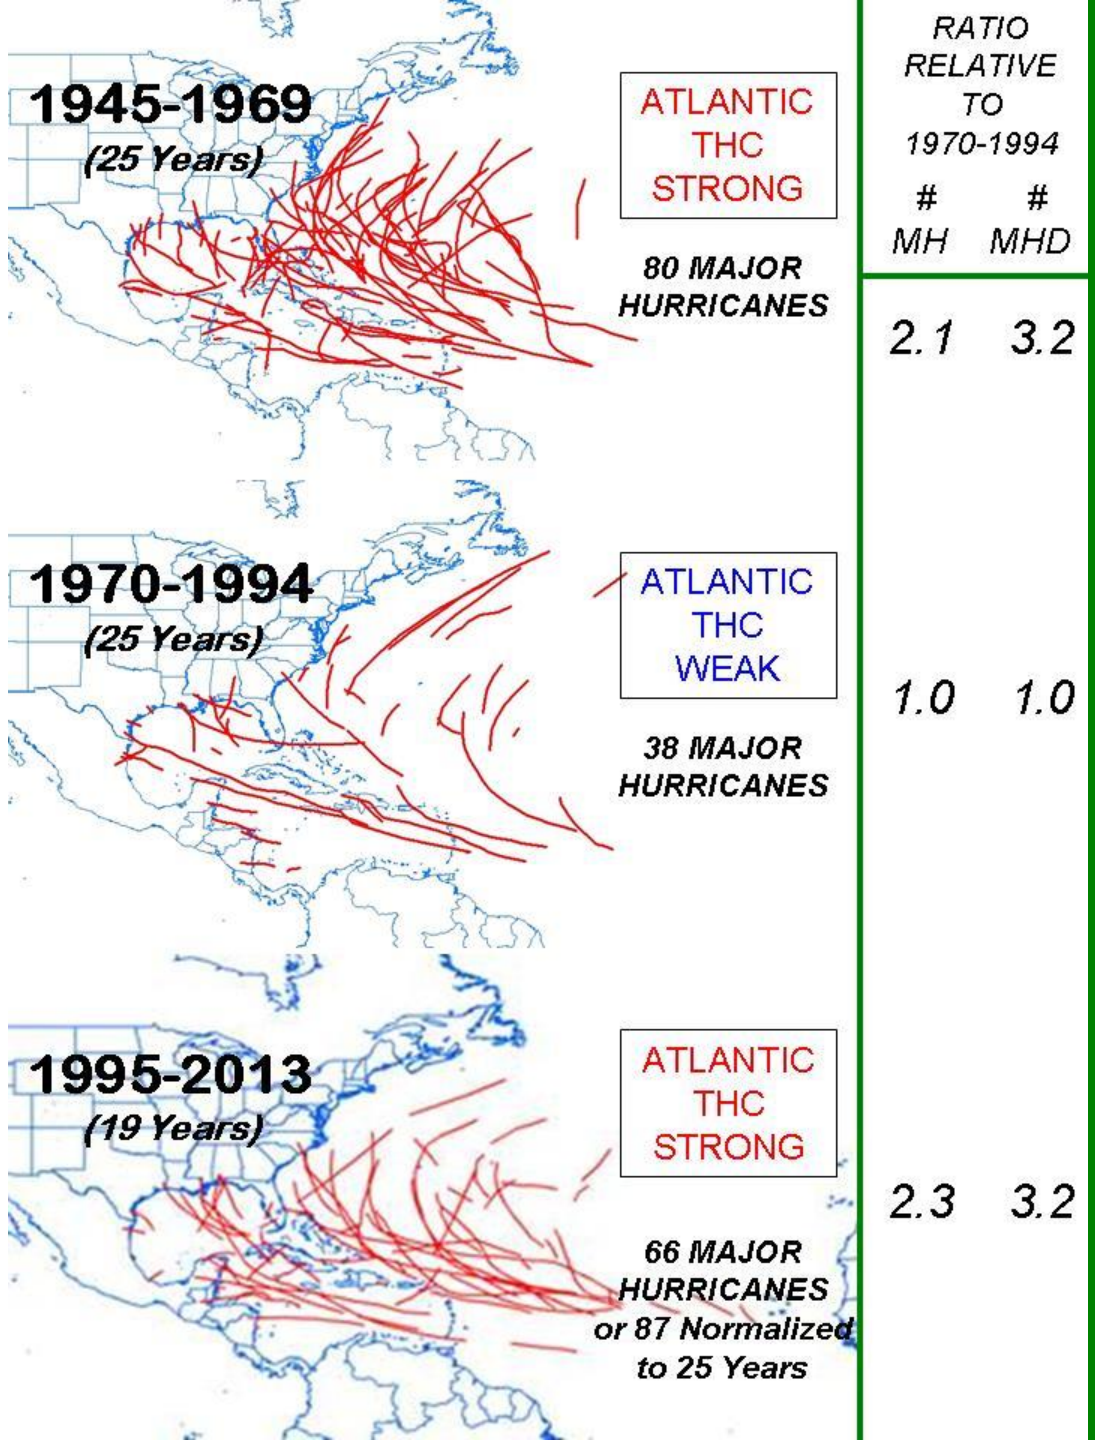 RATIO
RELATIVE
TO
1970-1994
# #
MH MHD
1945-1969
(25 Years)
ATLANTIC
THC
STRONG
80 MAJOR
HURRICANES
2.1 3.2
1970-1994
(25 Years)
ATLANTIC
THC
WEAK
38 MAJOR
HURRICANES
1.0 1.0
1995-2013
(19 Years)
ATLANTIC
THC
STRONG
66 MAJOR
HURRICANES
or 87 Normalized
to 25 Years
2.3 3.2